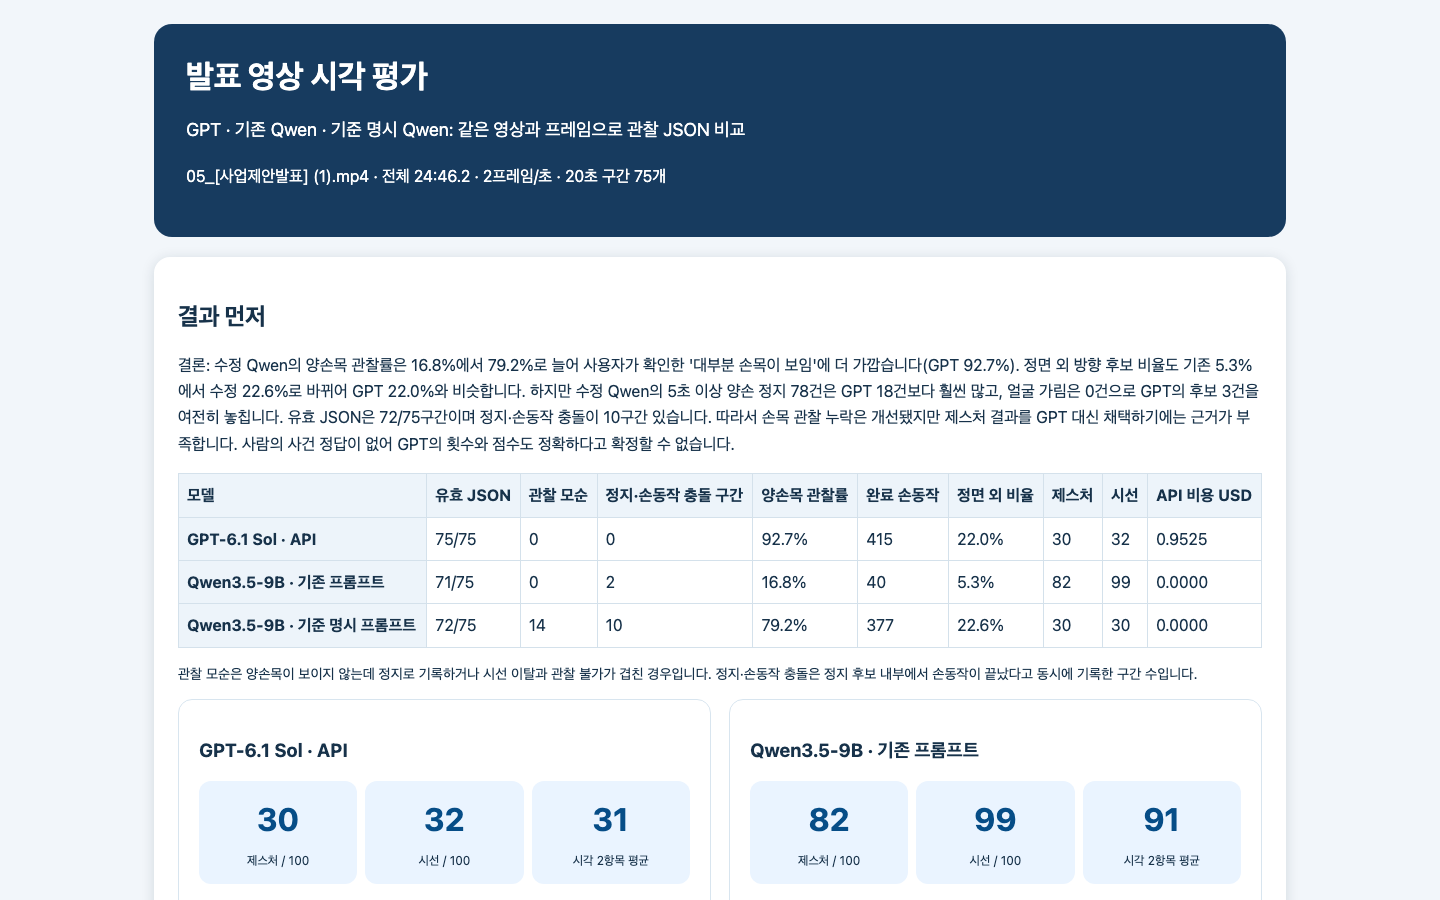 발표 영상 시각 평가
GPT · 기존 Qwen · 기준 명시 Qwen: 같은 영상과 프레임으로 관찰 JSON 비교
05_[사업제안발표] (1).mp4 · 전체 24:46.2 · 2프레임/초 · 20초 구간 75개
결과 먼저
결론: 수정 Qwen의 양손목 관찰률은 16.8%에서 79.2%로 늘어 사용자가 확인한 '대부분 손목이 보임'에 더 가깝습니다(GPT 92.7%). 정면 외 방향 후보 비율도 기존 5.3%
에서 수정 22.6%로 바뀌어 GPT 22.0%와 비슷합니다. 하지만 수정 Qwen의 5초 이상 양손 정지 78건은 GPT 18건보다 훨씬 많고, 얼굴 가림은 0건으로 GPT의 후보 3건을
여전히 놓칩니다. 유효 JSON은 72/75구간이며 정지·손동작 충돌이 10구간 있습니다. 따라서 손목 관찰 누락은 개선됐지만 제스처 결과를 GPT 대신 채택하기에는 근거가 부
족합니다. 사람의 사건 정답이 없어 GPT의 횟수와 점수도 정확하다고 확정할 수 없습니다.
모델 유효 JSON 관찰 모순 정지·손동작 충돌 구간 양손목 관찰률 완료 손동작 정면 외 비율 제스처 시선 API 비용 USD
GPT-6.1 Sol · API 75/75 0 0 92.7% 415 22.0% 30 32 0.9525
Qwen3.5-9B · 기존 프롬프트 71/75 0 2 16.8% 40 5.3% 82 99 0.0000
Qwen3.5-9B · 기준 명시 프롬프트 72/75 14 10 79.2% 377 22.6% 30 30 0.0000
관찰 모순은 양손목이 보이지 않는데 정지로 기록하거나 시선 이탈과 관찰 불가가 겹친 경우입니다. 정지·손동작 충돌은 정지 후보 내부에서 손동작이 끝났다고 동시에 기록한 구간 수입니다.
GPT-6.1 Sol · API
30 32 31
제스처 / 100 시선 / 100 시각 2항목 평균
Qwen3.5-9B · 기존 프롬프트
82 99 91
제스처 / 100 시선 / 100 시각 2항목 평균